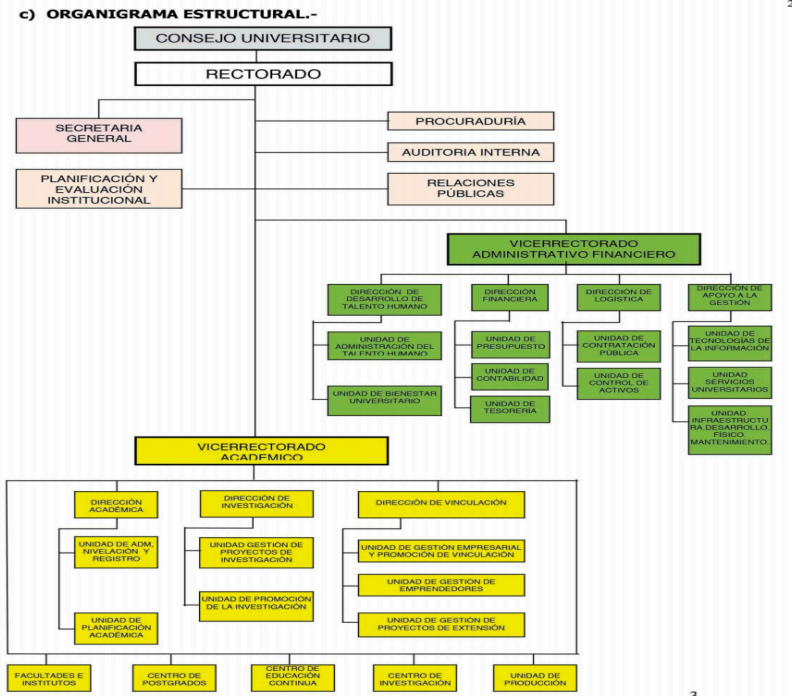 2
c) ORGANIGRAMA ESTRUCTURAL.-
CONSEJO UNIVERSITARIO
RECTORADO
SECRETARIA
GENERAL
PROCURADURÍA
AUDITORIA INTERNA
PLANIFICACIÓN Y
EVALUACIÓN
INSTITUCIONAL
RELACIONES
PÚBLICAS
VICERRECTORADO
ADMINISTRATIVO FINANCIERO
DIRECCIÓN DE
DESARROLLO DE
TALENTO HUMANO
UNIDAD DE
ADMINISTRACIÓN DEL
TALENTO HUMANO
UNIDAD DE BIENESTAR
UNIVERSITARIO
DIRECCIÓN
FINANCIERA
UNIDAD DE
PRESUPUESTO
UNIDAD DE
CONTABILIDAD
UNIDAD DE
TESORERÍA
DIRECCIÓN DE
LOGÍSTICA
UNIDAD DE
CONTRATACIÓN
PÚBLICA
UNIDAD DE
CONTROL DE
ACTIVOS
DIRECCIÓN DE
APOYO A LA
GESTIÓN
UNIDAD DE
TECNOLOGÍAS DE
LA INFORMACIÓN
UNIDAD
SERVICIOS
UNIVERSITARIOS
UNIDAD.
INFRAESTRUCTU
RA.DESARROLLO.
FÍSICO.
MANTENIMIENTO.
VICERRECTORADO
ACADEMICO
DIRECCIÓN
ACADÉMICA
UNIDAD DE ADM,
NIVELACIÓN Y
REGISTRO
UNIDAD DE
PLANIFICACIÓN
ACADÉMICA
DIRECCIÓN DE
INVESTIGACIÓN
UNIDAD GESTIÓN DE
PROYECTOS DE
INVESTIGACIÓN
UNIDAD DE PROMOCIÓN
DE LA INVESTIGACIÓN
DIRECCIÓN DE VINCULACIÓN
UNIDAD DE GESTIÓN EMPRESARIAL
Y PROMOCIÓN DE VINCULACIÓN
UNIDAD DE GESTIÓN DE
EMPRENDEDORES
UNIDAD DE GESTIÓN DE
PROYECTOS DE EXTENSIÓN
FACULTADES E
INSTITUTOS
CENTRO DE
POSTGRADOS
CENTRO DE
EDUCACIÓN
CONTINUA
CENTRO DE
INVESTIGACIÓN
UNIDAD DE
PRODUCCIÓN
3